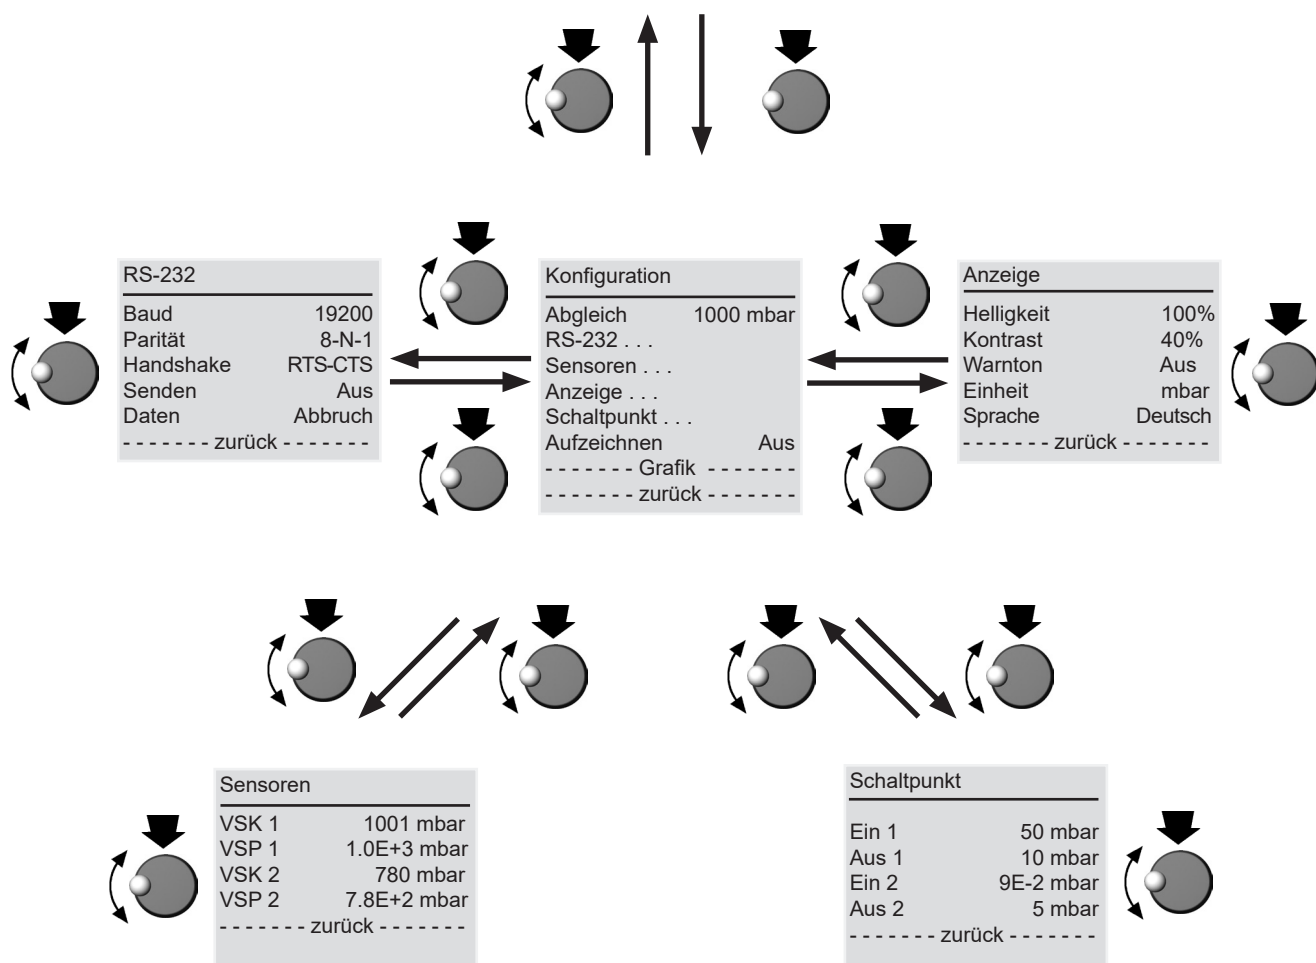 RS-232
Baud 19200
Parität 8-N-1
Handshake RTS-CTS
Senden Aus
Daten Abbruch
- - - - - - - zurück - - - - - - -
Konfiguration
Abgleich 1000 mbar
RS-232 . . .
Sensoren . . .
Anzeige . . .
Schaltpunkt . . .
Aufzeichnen Aus
- - - - - - - Grafik - - - - - - -
- - - - - - - zurück - - - - - - -
Anzeige
Helligkeit 100%
Kontrast 40%
Warnton Aus
Einheit mbar
Sprache Deutsch
- - - - - - - zurück - - - - - - -
Sensoren
VSK 1 1001 mbar
VSP 1 1.0E+3 mbar
VSK 2 780 mbar
VSP 2 7.8E+2 mbar
- - - - - - - zurück - - - - - - -
Schaltpunkt
Ein 1 50 mbar
Aus 1 10 mbar
Ein 2 9E-2 mbar
Aus 2 5 mbar
- - - - - - - zurück - - - - - - -